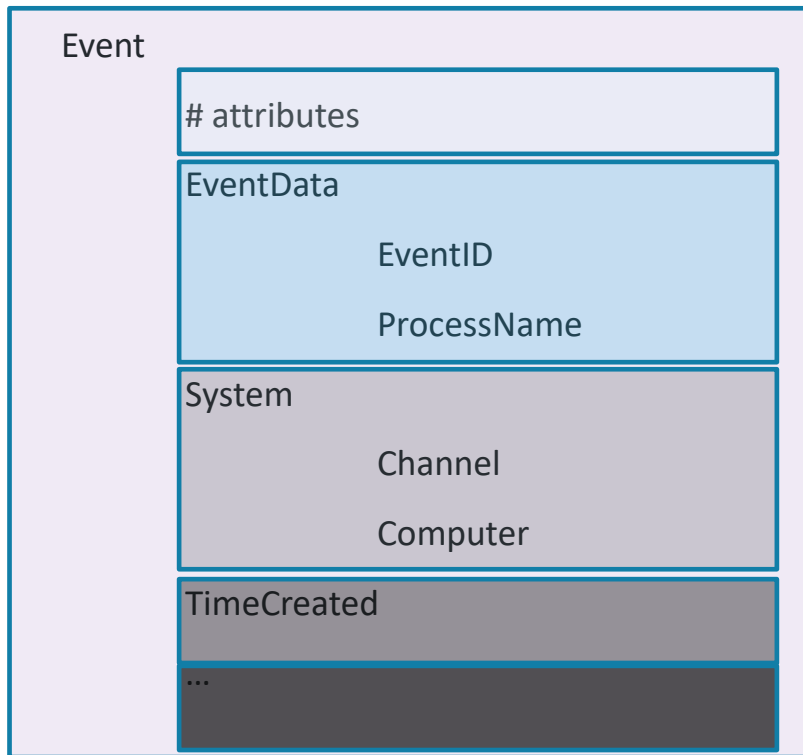 Event
# attributes
EventData
EventID
ProcessName
System
Channel
Computer
TimeCreated
...